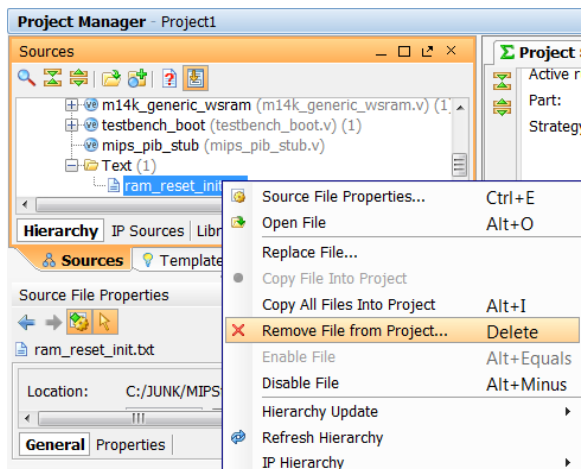 Project Manager - Project1
Sources
Σ Project
m14k_generic_wsram (m14k_generic_wsram.v) (1)
testbench_boot (testbench_boot.v) (1)
mips_pib_stub (mips_pib_stub.v)
Text (1)
ram_reset_init
Active
Part:
Strategy
Hierarchy IP Sources
Sources Template
Source File Properties
ram_reset_init.txt
Location: C:/JUNK/MIPS
General Properties
Source File Properties... Ctrl+E
Open File Alt+O
Replace File...
Copy File Into Project
Copy All Files Into Project Alt+I
Remove File from Project... Delete
Enable File Alt+Equals
Disable File Alt+Minus
Hierarchy Update
Refresh Hierarchy
IP Hierarchy